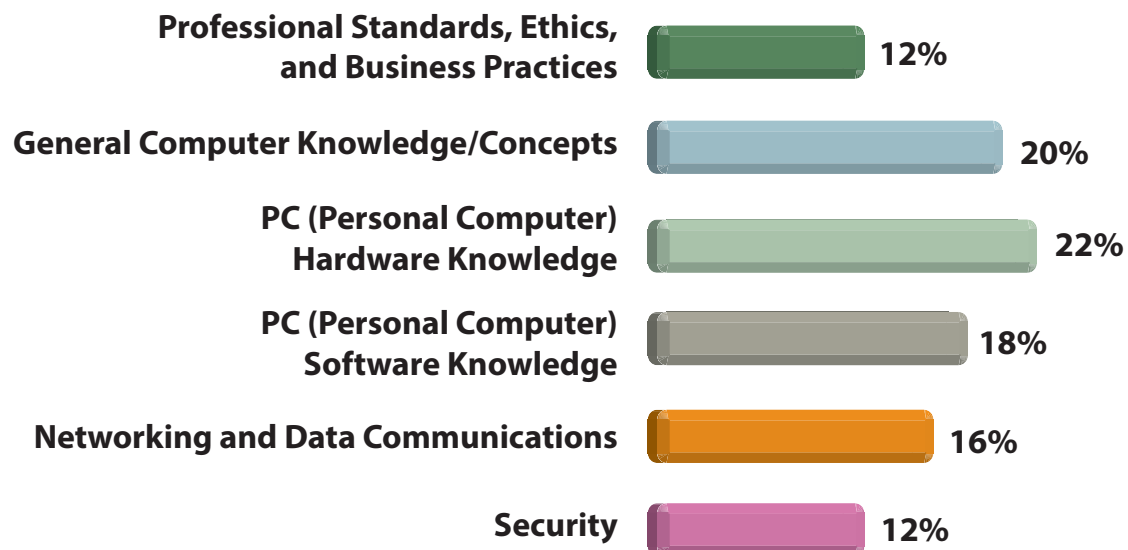 Professional Standards, Ethics,
and Business Practices
12%
General Computer Knowledge/Concepts
20%
PC (Personal Computer)
Hardware Knowledge
22%
PC (Personal Computer)
Software Knowledge
18%
Networking and Data Communications
16%
Security
12%